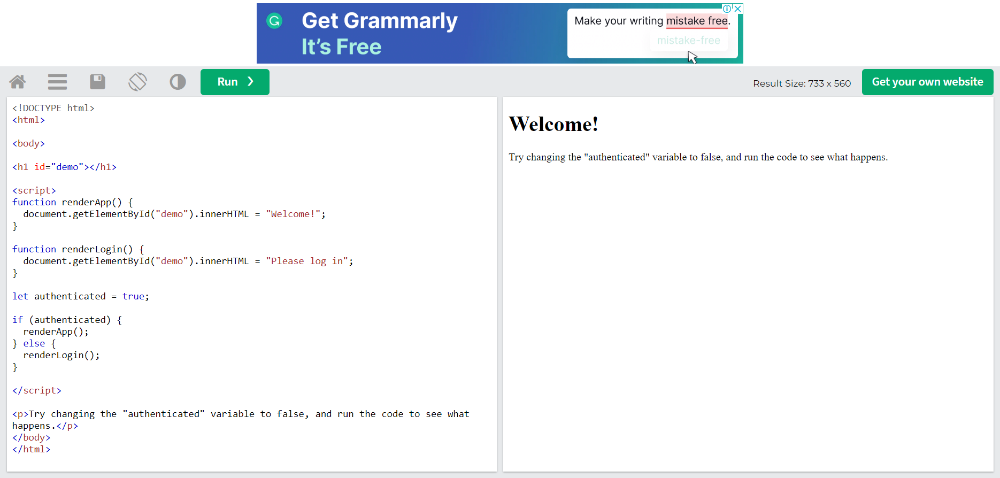 Get Grammarly
It's Free
Make your writing mistake free.
mistake-free
Run ❯
Result Size: 733 x 560
Get your own website
<!DOCTYPE html>
<html>
<body>
<h1 id="demo"></h1>
<script>
function renderApp() {
  document.getElementById("demo").innerHTML = "Welcome!";
}
function renderLogin() {
  document.getElementById("demo").innerHTML = "Please log in";
}
let authenticated = true;
if (authenticated) {
  renderApp();
} else {
  renderLogin();
}
</script>
<p>Try changing the "authenticated" variable to false, and run the code to see what
happens.</p>
</body>
</html>
Welcome!
Try changing the "authenticated" variable to false, and run the code to see what happens.